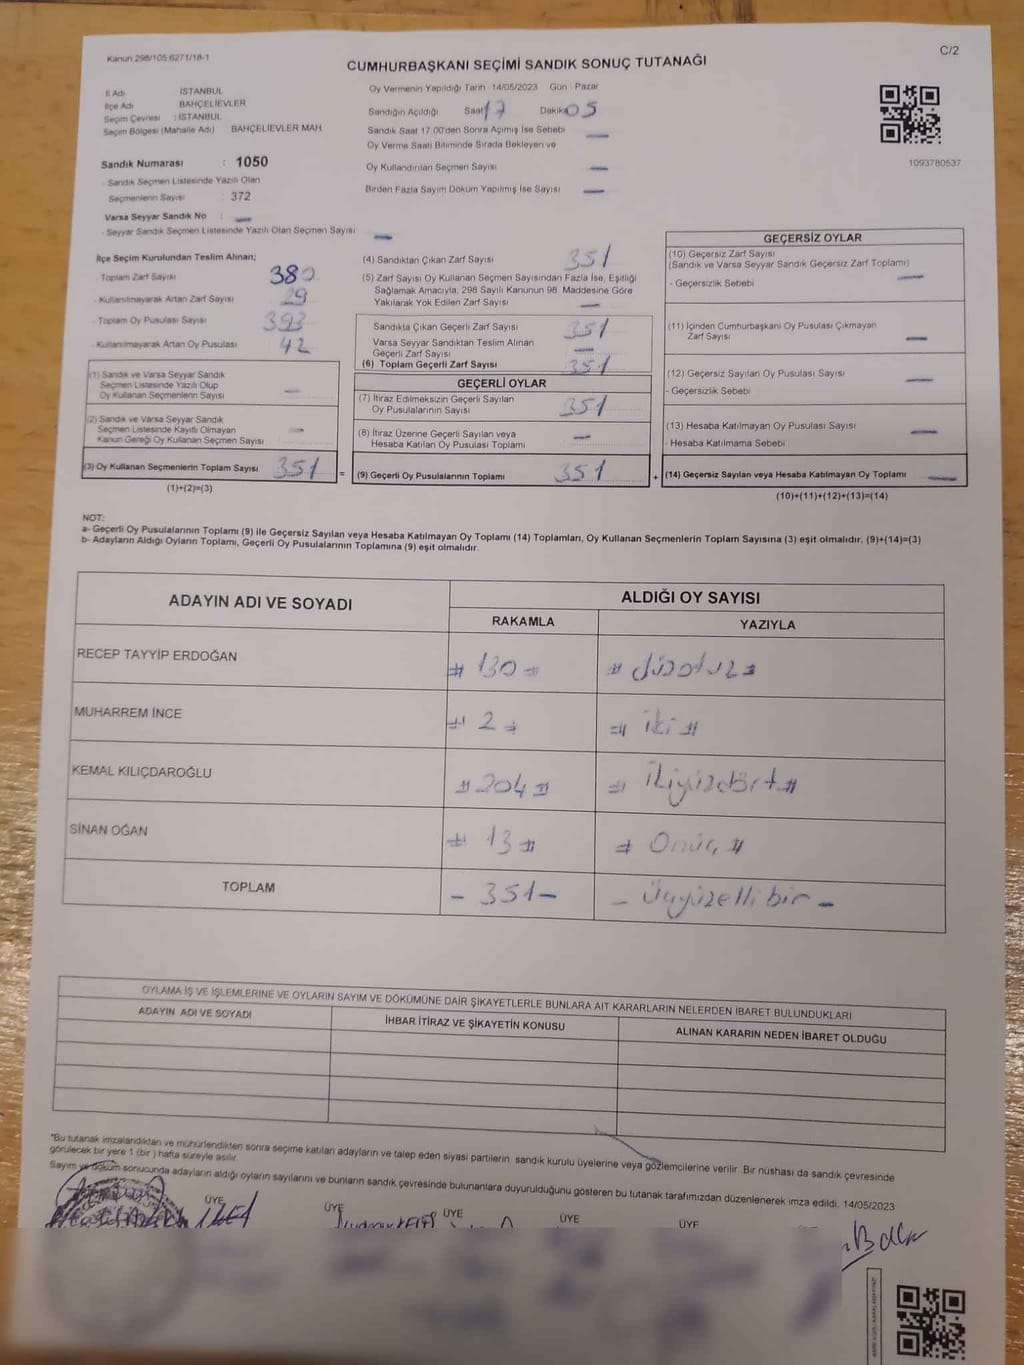 Kanun:298/105:6271/18-1
C/2
CUMHURBAŞKANI SEÇİMİ SANDIK SONUÇ TUTANAĞI
İl Adı İSTANBUL
İlçe Adı BAHÇELİEVLER
Seçim Çevresi : İSTANBUL
Seçim Bölgesi (Mahalle Adı) BAHÇELİEVLER MAH.
Sandık Numarası : 1050
- Sandık Seçmen Listesinde Yazılı Olan
Seçmenlerin Sayısı : 372
Varsa Seyyar Sandık No : —
- Seyyar Sandık Seçmen Listesinde Yazılı Olan Seçmen Sayısı —
Oy Vermenin Yapıldığı Tarih 14/05/2023 Gün Pazar
Sandığın Açıldığı Saat 17 Dakika 05
Sandık Saat 17.00'den Sonra Açılmış İse Sebebi —
Oy Verme Saati Bitiminde Sırada Bekleyen ve
Oy Kullandırılan Seçmen Sayısı —
Birden Fazla Sayım Döküm Yapılmış İse Sayısı —
1093780537
İlçe Seçim Kurulundan Teslim Alınan;
- Toplam Zarf Sayısı 380
- Kullanılmayarak Artan Zarf Sayısı 29
- Toplam Oy Pusulası Sayısı 393
- Kullanılmayarak Artan Oy Pusulası 42
(1) Sandık ve Varsa Seyyar Sandık
Seçmen Listesinde Yazılı Olup
Oy Kullanan Seçmenlerin Sayısı —
(2) Sandık ve Varsa Seyyar Sandık
Seçmen Listesinde Kayıtlı Olmayan
Kanun Gereği Oy Kullanan Seçmen Sayısı —
(3) Oy Kullanan Seçmenlerin Toplam Sayısı 351 =
(1)+(2)=(3)
(4) Sandıktan Çıkan Zarf Sayısı 351
(5) Zarf Sayısı Oy Kullanan Seçmen Sayısından Fazla İse, Eşitliği
Sağlamak Amacıyla, 298 Sayılı Kanunun 98. Maddesine Göre
Yakılarak Yok Edilen Zarf Sayısı —
Sandıkta Çıkan Geçerli Zarf Sayısı 351
Varsa Seyyar Sandıktan Teslim Alınan
Geçerli Zarf Sayısı —
(6) Toplam Geçerli Zarf Sayısı 351
GEÇERLİ OYLAR
(7) İtiraz Edilmeksizin Geçerli Sayılan
Oy Pusulalarının Sayısı 351
(8) İtiraz Üzerine Geçerli Sayılan veya
Hesaba Katılan Oy Pusulası Toplamı —
(9) Geçerli Oy Pusulalarının Toplamı 351 +
GEÇERSİZ OYLAR
(10) Geçersiz Zarf Sayısı
(Sandık ve Varsa Seyyar Sandık Geçersiz Zarf Toplamı)
- Geçersizlik Sebebi —
(11) İçinden Cumhurbaşkanı Oy Pusulası Çıkmayan
Zarf Sayısı —
(12) Geçersiz Sayılan Oy Pusulası Sayısı —
- Geçersizlik Sebebi
(13) Hesaba Katılmayan Oy Pusulası Sayısı —
- Hesaba Katılmama Sebebi
(14) Geçersiz Sayılan veya Hesaba Katılmayan Oy Toplamı —
(10)+(11)+(12)+(13)=(14)
NOT:
a- Geçerli Oy Pusulalarının Toplamı (9) ile Geçersiz Sayılan veya Hesaba Katılmayan Oy Toplamı (14) Toplamları, Oy Kullanan Seçmenlerin Toplam Sayısına (3) eşit olmalıdır. (9)+(14)=(3)
b- Adayların Aldığı Oyların Toplamı, Geçerli Oy Pusulalarının Toplamına (9) eşit olmalıdır.
ADAYIN ADI VE SOYADI ALDIĞI OY SAYISI
RAKAMLA YAZIYLA
RECEP TAYYİP ERDOĞAN # 130 # # yüzotuz #
MUHARREM İNCE # 2 # # iki #
KEMAL KILIÇDAROĞLU # 204 # # ikiyüzdört #
SİNAN OĞAN # 13 # # Onüç #
TOPLAM - 351 - - üçyüzellibir -
OYLAMA İŞ VE İŞLEMLERİNE VE OYLARIN SAYIM VE DÖKÜMÜNE DAİR ŞİKAYETLERLE BUNLARA AİT KARARLARIN NELERDEN İBARET BULUNDUKLARI
ADAYIN ADI VE SOYADI İHBAR İTİRAZ VE ŞİKAYETİN KONUSU ALINAN KARARIN NEDEN İBARET OLDUĞU
*Bu tutanak imzalandıktan ve mühürlendikten sonra seçime katılan adayların ve talep eden siyasi partilerin sandık kurulu üyelerine veya gözlemcilerine verilir. Bir nüshası da sandık çevresinde
görülecek bir yere 1 (bir) hafta süreyle asılır.
Sayım ve döküm sonucunda adayların aldığı oyların sayılarını ve bunların sandık çevresinde bulunanlara duyurulduğunu gösteren bu tutanak tarafımızdan düzenlenerek imza edildi. 14/05/2023
ÜYE ÜYE ÜYE ÜYE ÜYE